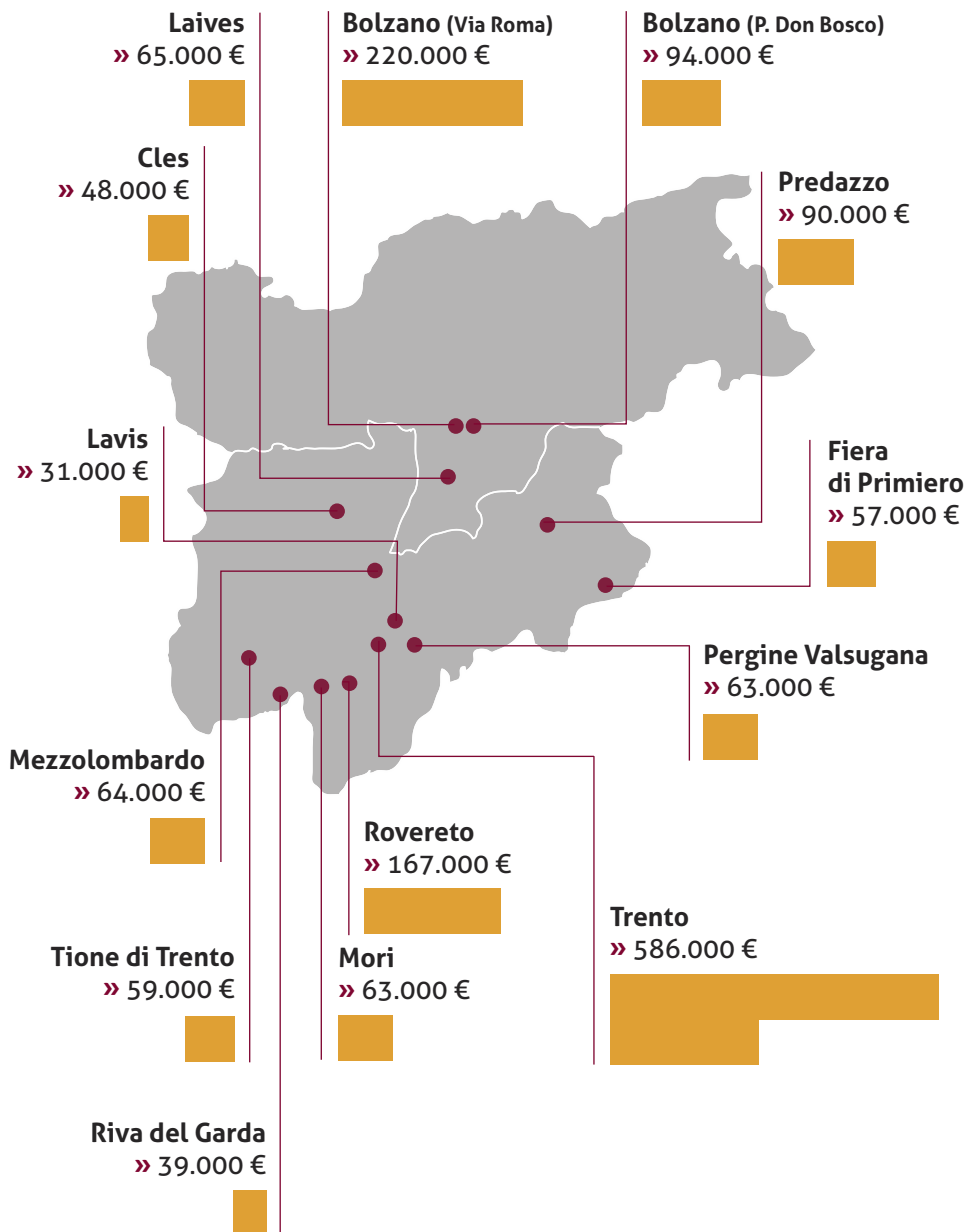 Laives
» 65.000 €
Bolzano (Via Roma)
» 220.000 €
Bolzano (P. Don Bosco)
» 94.000 €
Cles
» 48.000 €
Predazzo
» 90.000 €
Lavis
» 31.000 €
Fiera
di Primiero
» 57.000 €
Pergine Valsugana
» 63.000 €
Mezzolombardo
» 64.000 €
Rovereto
» 167.000 €
Trento
» 586.000 €
Tione di Trento
» 59.000 €
Mori
» 63.000 €
Riva del Garda
» 39.000 €